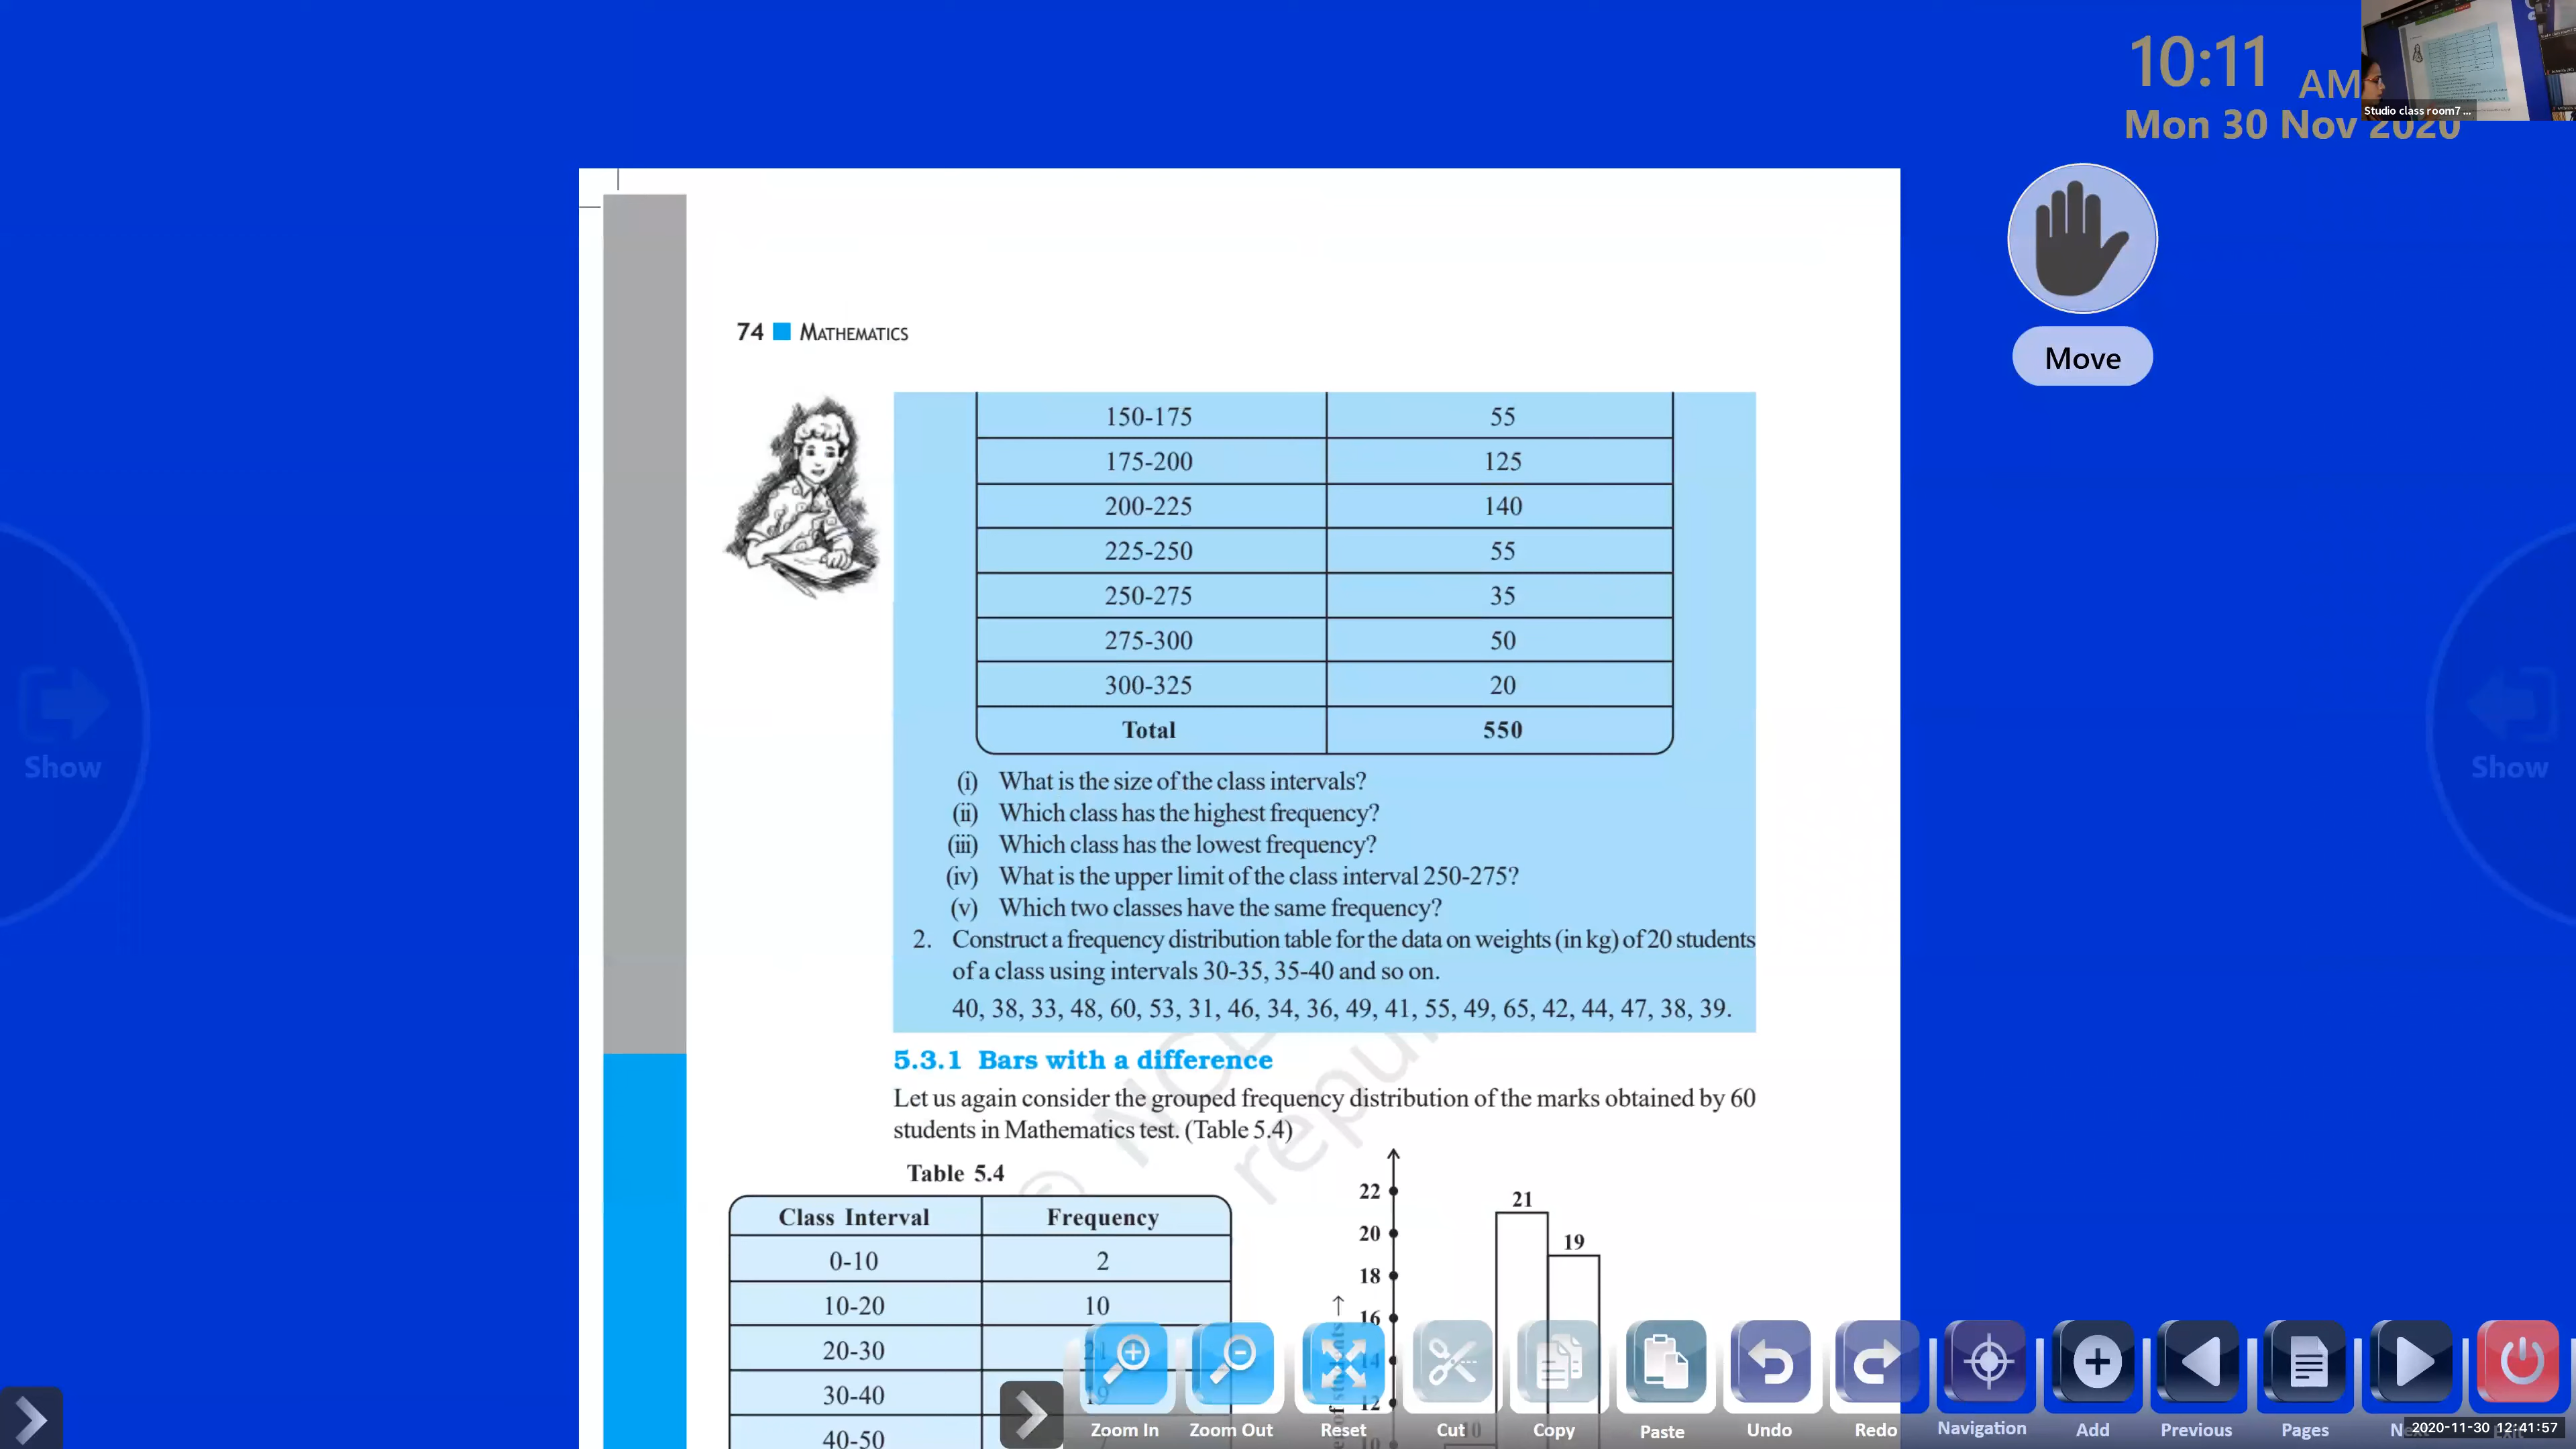 10:11 AM
Mon 30 Nov 2020
Studio class room7 ...
Move
74 MATHEMATICS
150-175 55
175-200 125
200-225 140
225-250 55
250-275 35
275-300 50
300-325 20
Total 550
(i) What is the size of the class intervals?
(ii) Which class has the highest frequency?
(iii) Which class has the lowest frequency?
(iv) What is the upper limit of the class interval 250-275?
(v) Which two classes have the same frequency?
2. Construct a frequency distribution table for the data on weights (in kg) of 20 students
of a class using intervals 30-35, 35-40 and so on.
40, 38, 33, 48, 60, 53, 31, 46, 34, 36, 49, 41, 55, 49, 65, 42, 44, 47, 38, 39.
Show
Show
5.3.1 Bars with a difference
Let us again consider the grouped frequency distribution of the marks obtained by 60
students in Mathematics test. (Table 5.4)
Table 5.4
Class Interval Frequency
0-10 2
10-20 10
20-30 21
30-40 19
40-50
22
20
18
16
14
12
10
21
19
10
Zoom In
Zoom Out
Reset
Cut
Copy
Paste
Undo
Redo
Navigation
Add
Previous
Pages
2020-11-30 12:41:57